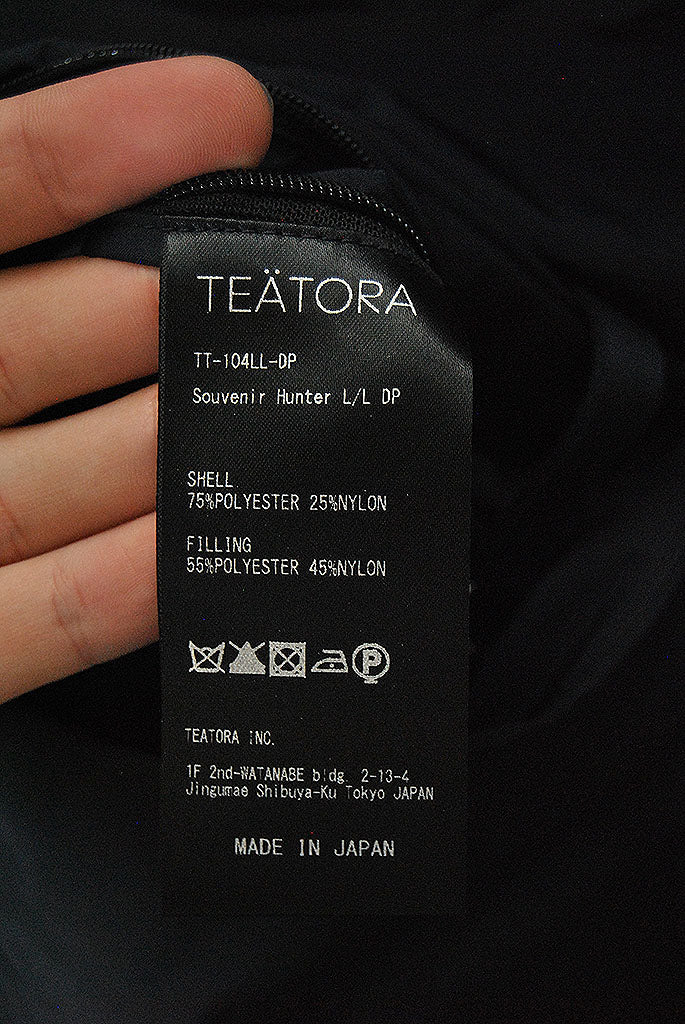 TEÄTORA
TT-104LL-DP
Souvenir Hunter L/L DP
SHELL
75%POLYESTER 25%NYLON
FILLING
55%POLYESTER 45%NYLON
P
TEATORA INC.
1F 2nd-WATANABE bldg. 2-13-4
Jingumae Shibuya-Ku Tokyo JAPAN
MADE IN JAPAN